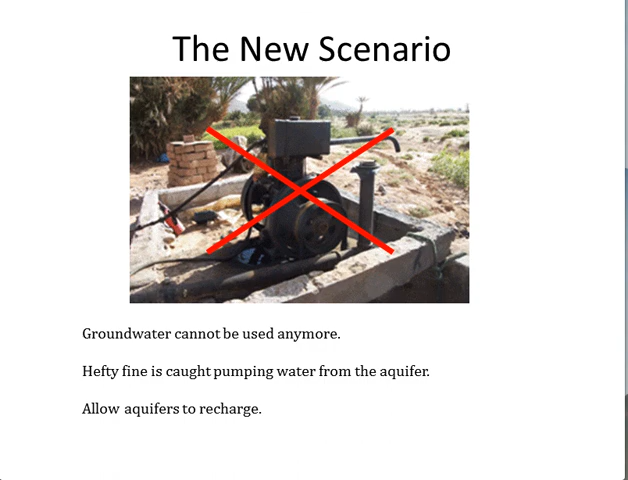 The New Scenario
Groundwater cannot be used anymore.
Hefty fine is caught pumping water from the aquifer.
Allow aquifers to recharge.